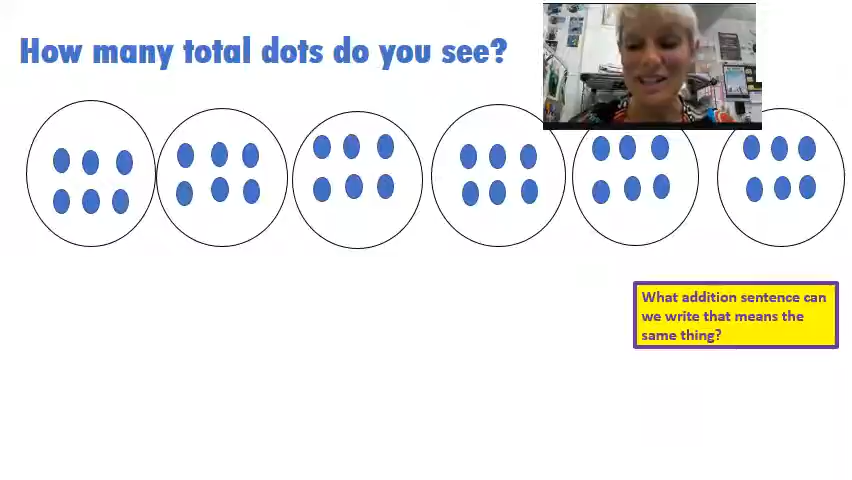 How many total dots do you see?
What addition sentence can
we write that means the
same thing?